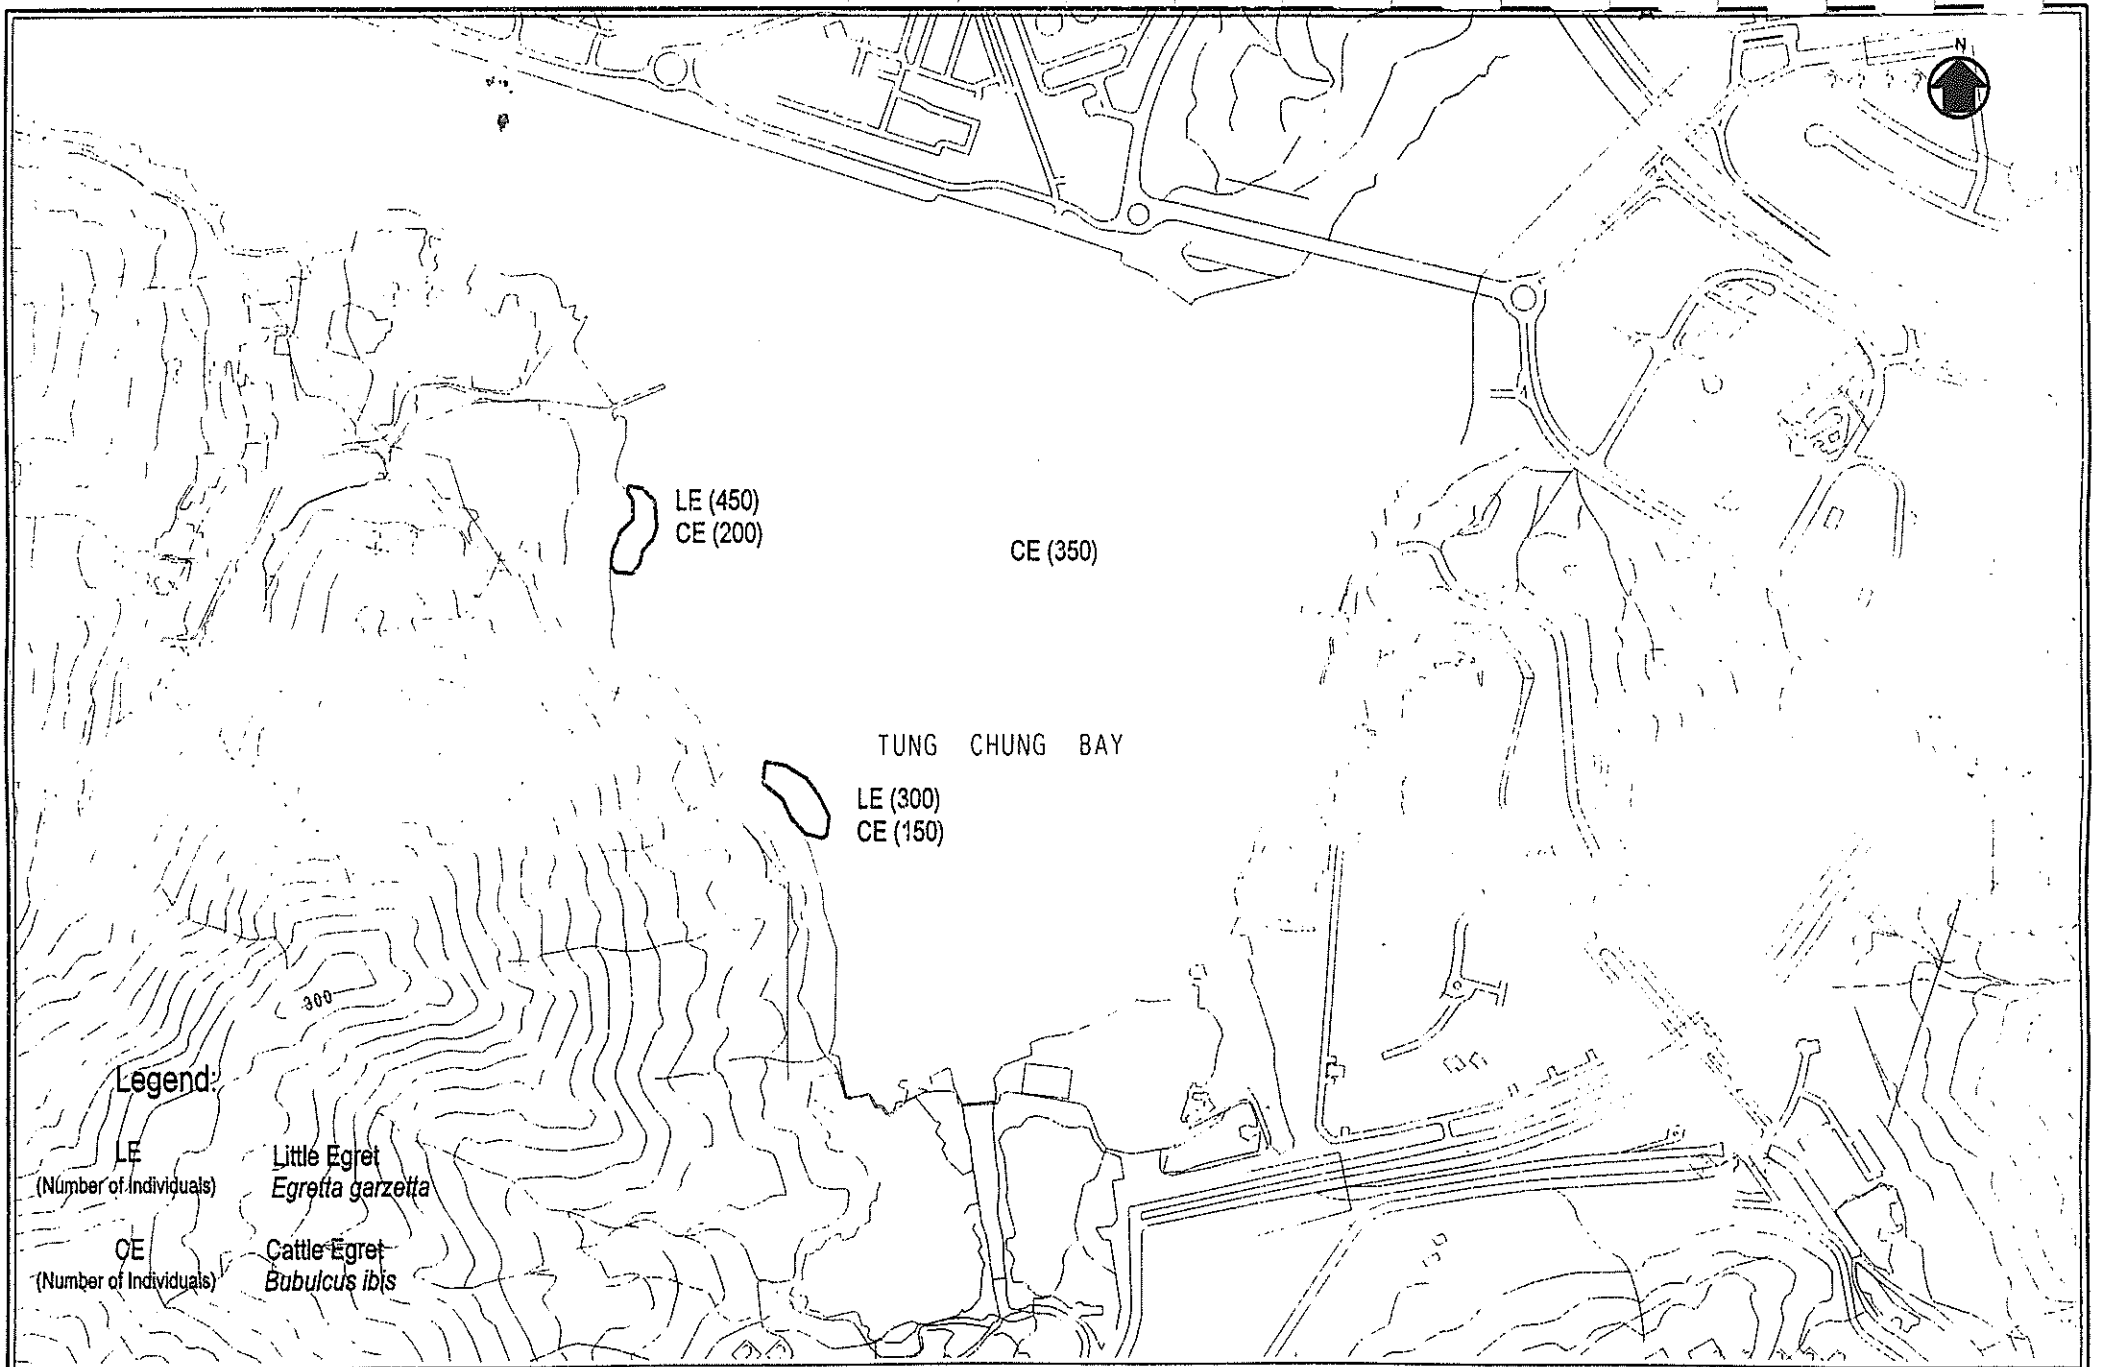 N
LE (450)
CE (200)
CE (350)
TUNG CHUNG BAY
LE (300)
CE (150)
300
Legend:
LE
(Number of Individuals)
Little Egret
Egretta garzetta
CE
(Number of Individuals)
Cattle Egret
Bubulcus ibis